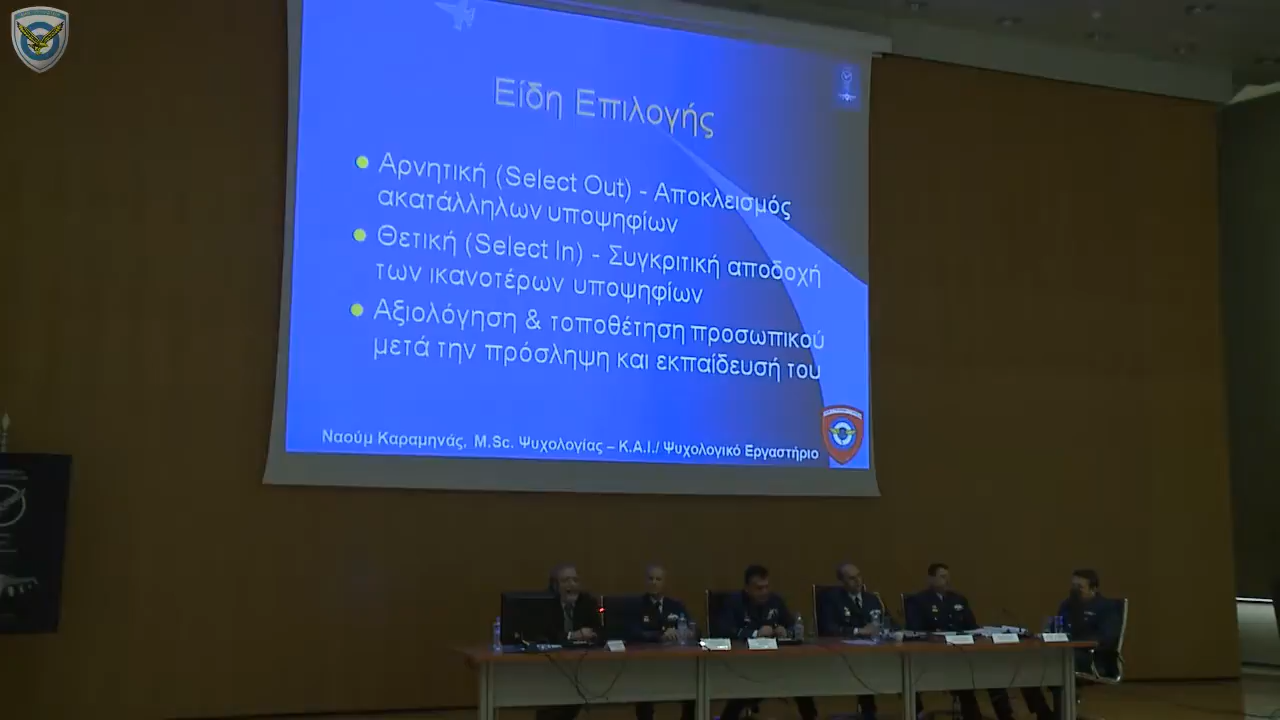 Είδη Επιλογής
Αρνητική (Select Out) - Αποκλεισμός
ακατάλληλων υποψηφίων
Θετική (Select In) - Συγκριτική αποδοχή
των ικανοτέρων υποψηφίων
Αξιολόγηση & τοποθέτηση προσωπικού
μετά την πρόσληψη και εκπαίδευσή του
Ναούμ Καραμηνάς, M.Sc. Ψυχολογίας – Κ.Α.Ι./ Ψυχολογικό Εργαστήριο